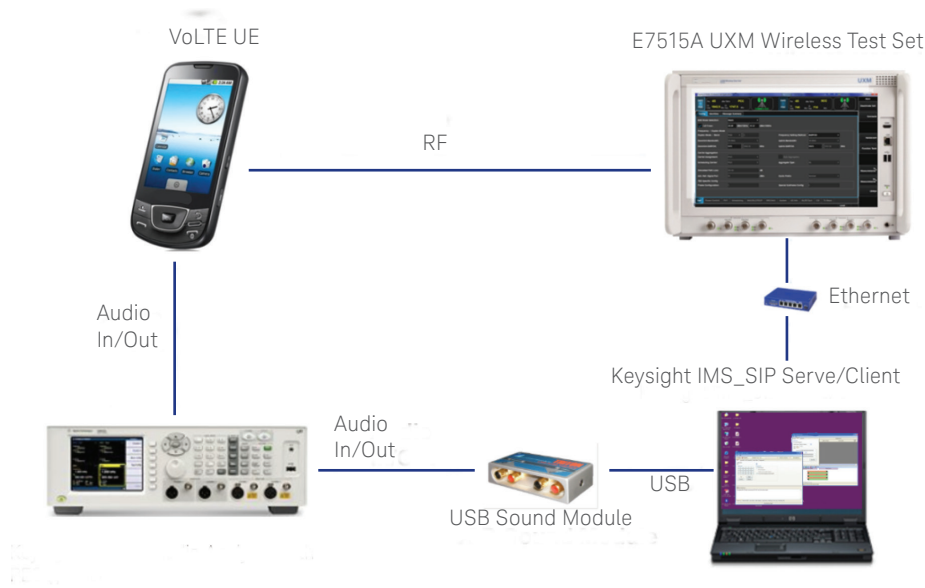 VoLTE UE
E7515A UXM Wireless Test Set
UXM
RF
Audio
In/Out
Ethernet
Keysight IMS_SIP Serve/Client
Audio
In/Out
USB
USB Sound Module